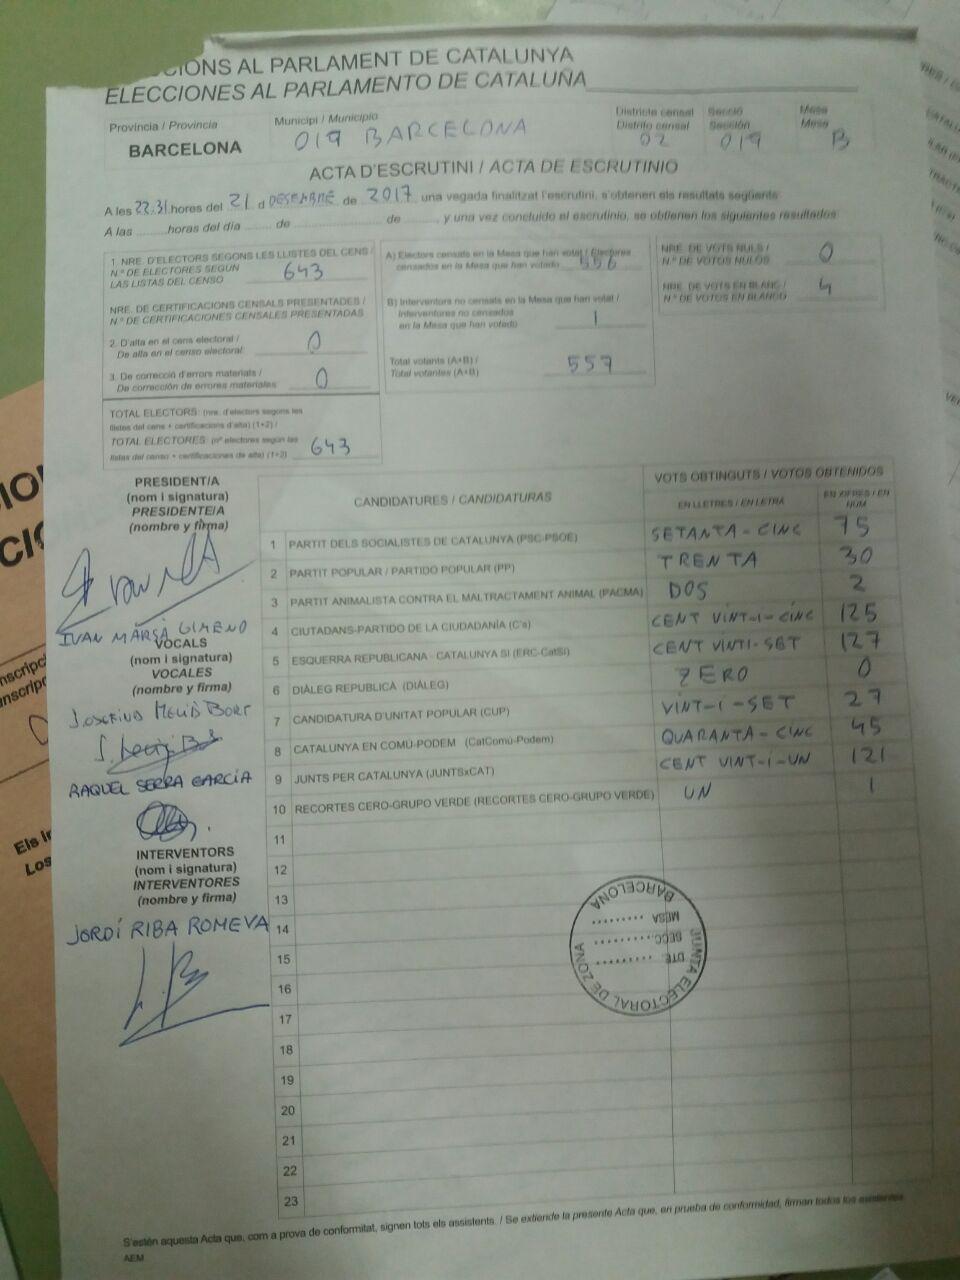 CIONS AL PARLAMENT DE CATALUNYA
ELECCIONES AL PARLAMENTO DE CATALUÑA
Província / Provincia
BARCELONA
Municipi / Municipio
019 BARCELONA
Districte censal
Distrito censal
02
Secció
Sección
019
Mesa
Mesa
B
ACTA D'ESCRUTINI / ACTA DE ESCRUTINIO
A les 22.31 hores del 21 d DESEMBRE de 2017 una vegada finalitzat l'escrutini, s'obtenen els resultats següents:
A las ......... horas del día ....... de ......................... de ........., y una vez concluido el escrutinio, se obtienen los siguientes resultados:
1. NRE. D'ELECTORS SEGONS LES LLISTES DEL CENS /
N.º DE ELECTORES SEGÚN
LAS LISTAS DEL CENSO
643
NRE. DE CERTIFICACIONS CENSALS PRESENTADES /
N.º DE CERTIFICACIONES CENSALES PRESENTADAS
2. D'alta en el cens electoral /
De alta en el censo electoral
0
3. De correcció d'errors materials /
De corrección de errores materiales
0
TOTAL ELECTORS: (nre. d'electors segons les
llistes del cens + certificacions d'alta) (1+2) /
TOTAL ELECTORES: (nº electores según las
listas del censo + certificaciones de alta) (1+2)
643
A) Electors censats en la Mesa que han votat / Electores
censados en la Mesa que han votado
556
B) Interventors no censats en la Mesa que han votat /
Interventores no censados
en la Mesa que han votado
1
Total votants (A+B) /
Total votantes (A+B)
557
NRE. DE VOTS NULS /
N.º DE VOTOS NULOS
0
NRE. DE VOTS EN BLANC /
N.º DE VOTOS EN BLANCO
4
PRESIDENT/A
(nom i signatura)
PRESIDENTE/A
(nombre y firma)
IVAN MARSÀ GIMENO
VOCALS
(nom i signatura)
VOCALES
(nombre y firma)
RAQUEL SERRA GARCÍA
INTERVENTORS
(nom i signatura)
INTERVENTORES
(nombre y firma)
JORDÍ RIBA ROMEVA
CANDIDATURES / CANDIDATURAS
VOTS OBTINGUTS / VOTOS OBTENIDOS
EN LLETRES / EN LETRA
EN XIFRES / EN NÚM
1 PARTIT DELS SOCIALISTES DE CATALUNYA (PSC-PSOE) SETANTA-CINC 75
2 PARTIT POPULAR / PARTIDO POPULAR (PP) TRENTA 30
3 PARTIT ANIMALISTA CONTRA EL MALTRACTAMENT ANIMAL (PACMA) DOS 2
4 CIUTADANS-PARTIDO DE LA CIUDADANÍA (C's) CENT VINT-I-CINC 125
5 ESQUERRA REPUBLICANA - CATALUNYA SI (ERC-CatSí) CENT VINTI-SET 127
6 DIÀLEG REPUBLICÀ (DIÀLEG) ZERO 0
7 CANDIDATURA D'UNITAT POPULAR (CUP) VINT-I-SET 27
8 CATALUNYA EN COMÚ-PODEM (CatComú-Podem) QUARANTA-CINC 45
9 JUNTS PER CATALUNYA (JUNTSxCAT) CENT VINT-I-UN 121
10 RECORTES CERO-GRUPO VERDE (RECORTES CERO-GRUPO VERDE) UN 1
11
12
13
14
15
16
17
18
19
20
21
22
23
JUNTA ELECTORAL DE ZONA
BARCELONA
DTE. .........
SECC. .........
MESA .........
S'estén aquesta Acta que, com a prova de conformitat, signen tots els assistents. / Se extiende la presente Acta que, en prueba de conformidad, firman todos los asistentes.
AEM